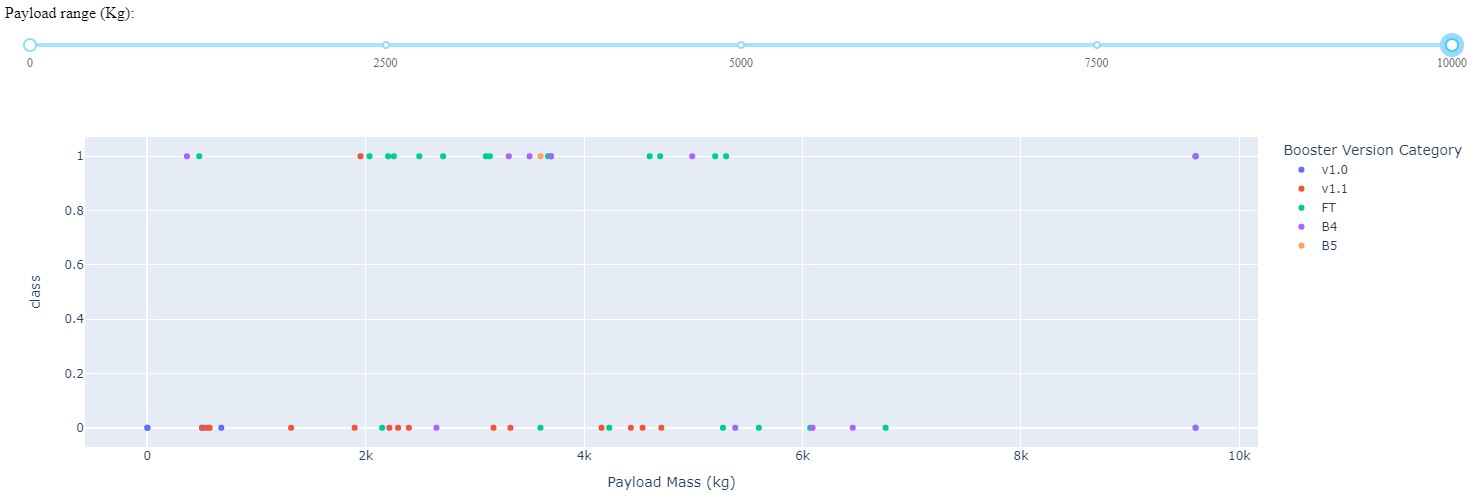 Payload range (Kg):
0 2500 5000 7500 10000
Booster Version Category
v1.0
v1.1
FT
B4
B5
1
0.8
0.6
0.4
0.2
0
class
0 2k 4k 6k 8k 10k
Payload Mass (kg)